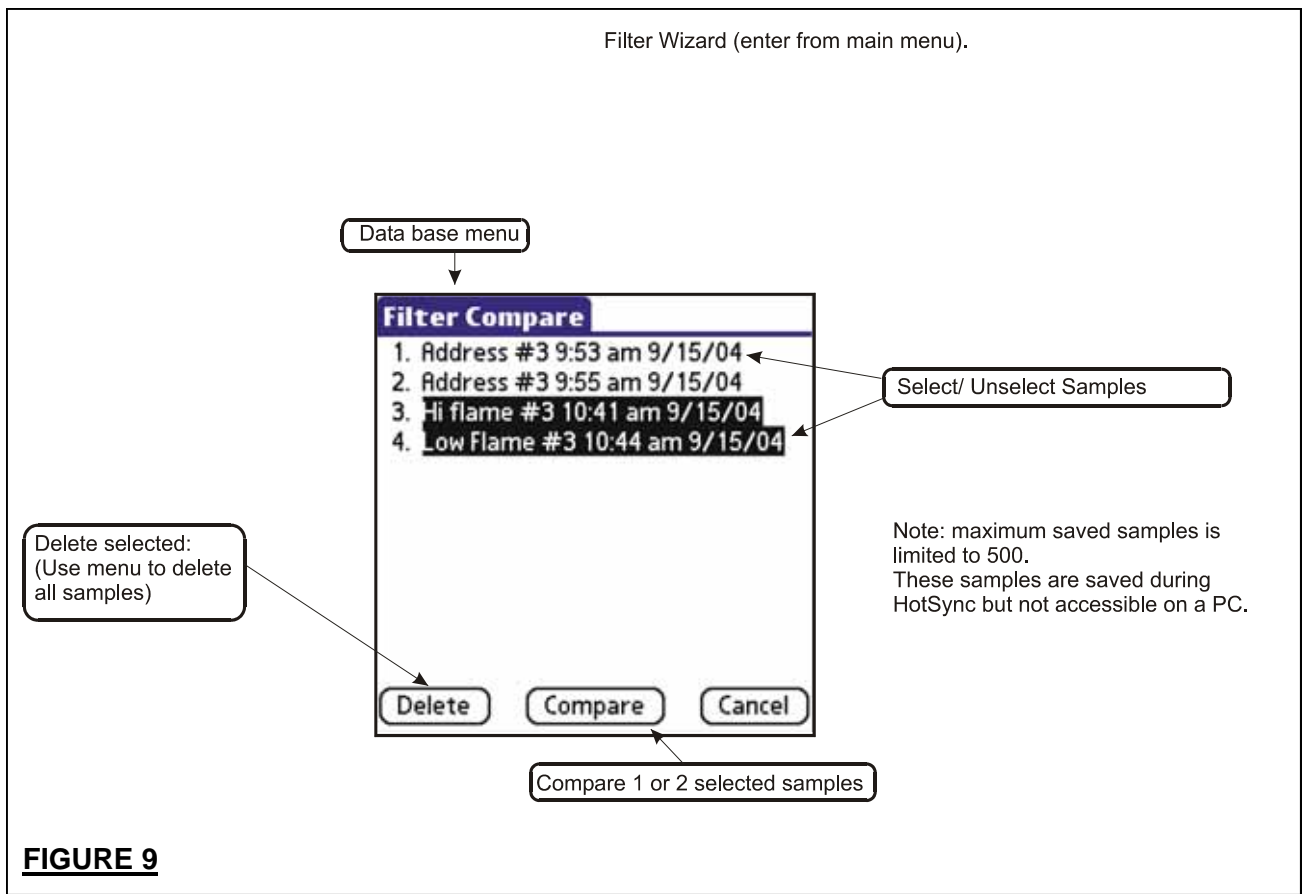 Filter Wizard (enter from main menu).
Data base menu
Filter Compare
1. Address #3 9:53 am 9/15/04
2. Address #3 9:55 am 9/15/04
3. Hi flame #3 10:41 am 9/15/04
4. Low Flame #3 10:44 am 9/15/04
Select/ Unselect Samples
Delete selected:
(Use menu to delete
all samples)
Note: maximum saved samples is
limited to 500.
These samples are saved during
HotSync but not accessible on a PC.
Delete
Compare
Cancel
Compare 1 or 2 selected samples
FIGURE 9